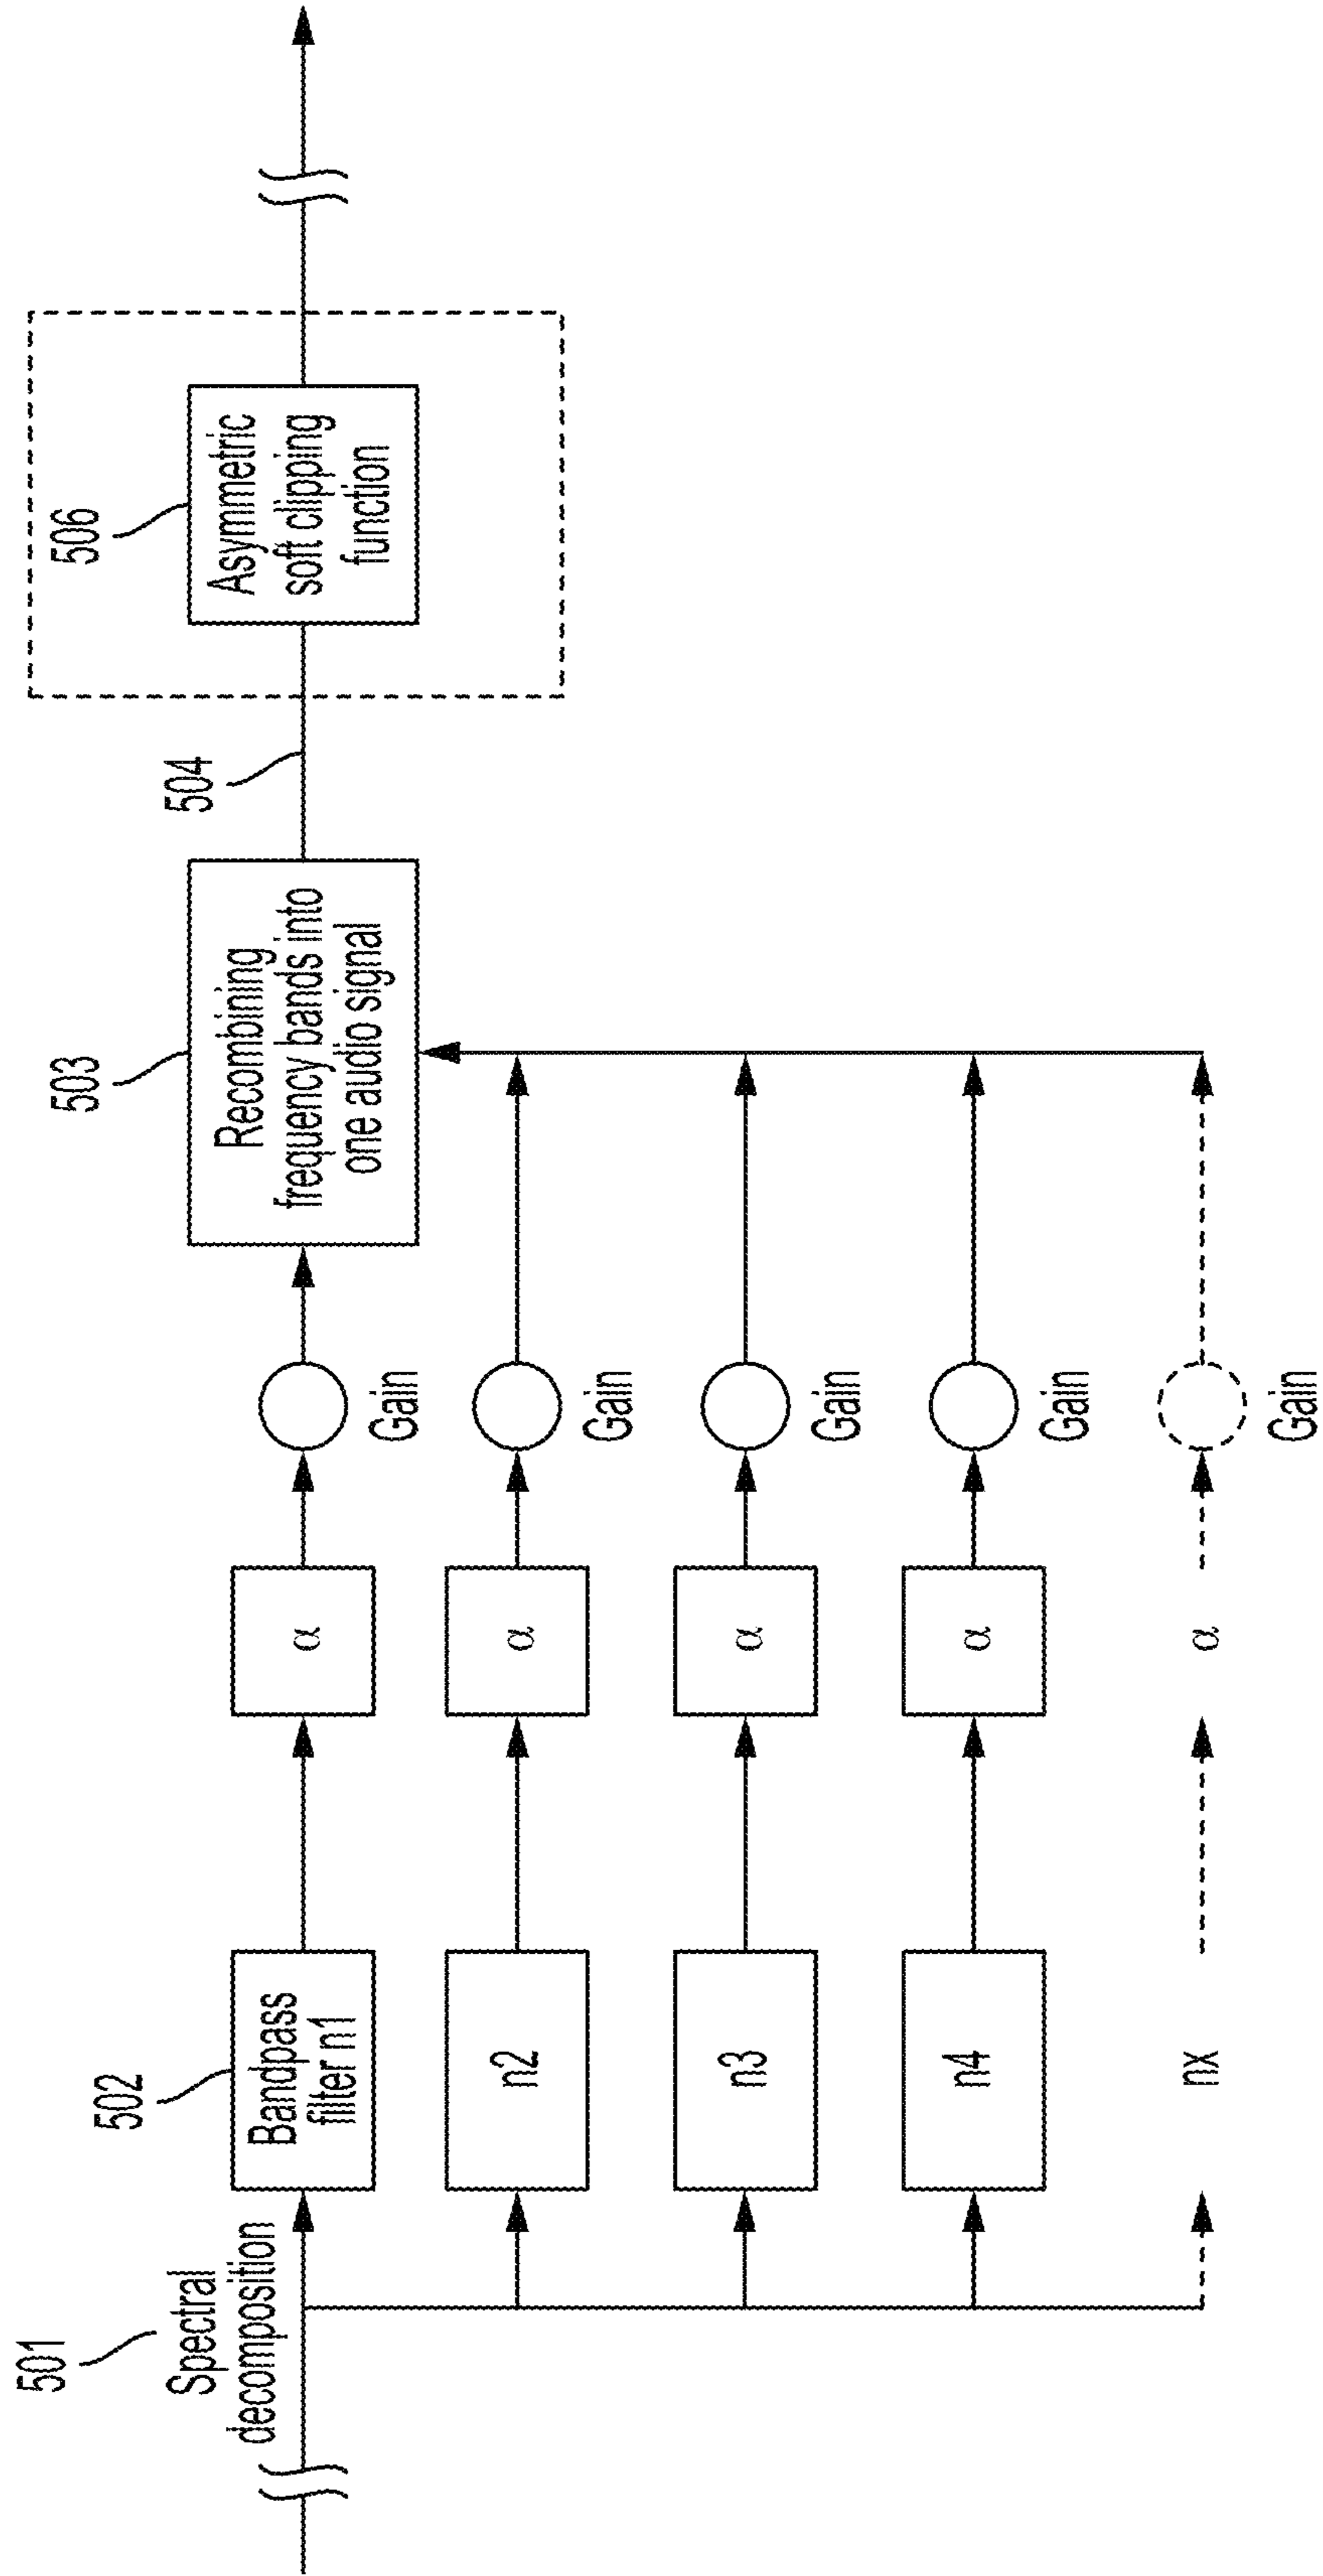 501
Spectral
decomposition
502
Bandpass
filter n1
α
Gain
503
Recombining
frequency bands into
one audio signal
504
506
Asymmetric
soft clipping
function
n2
α
Gain
n3
α
Gain
n4
α
Gain
nx
α
Gain